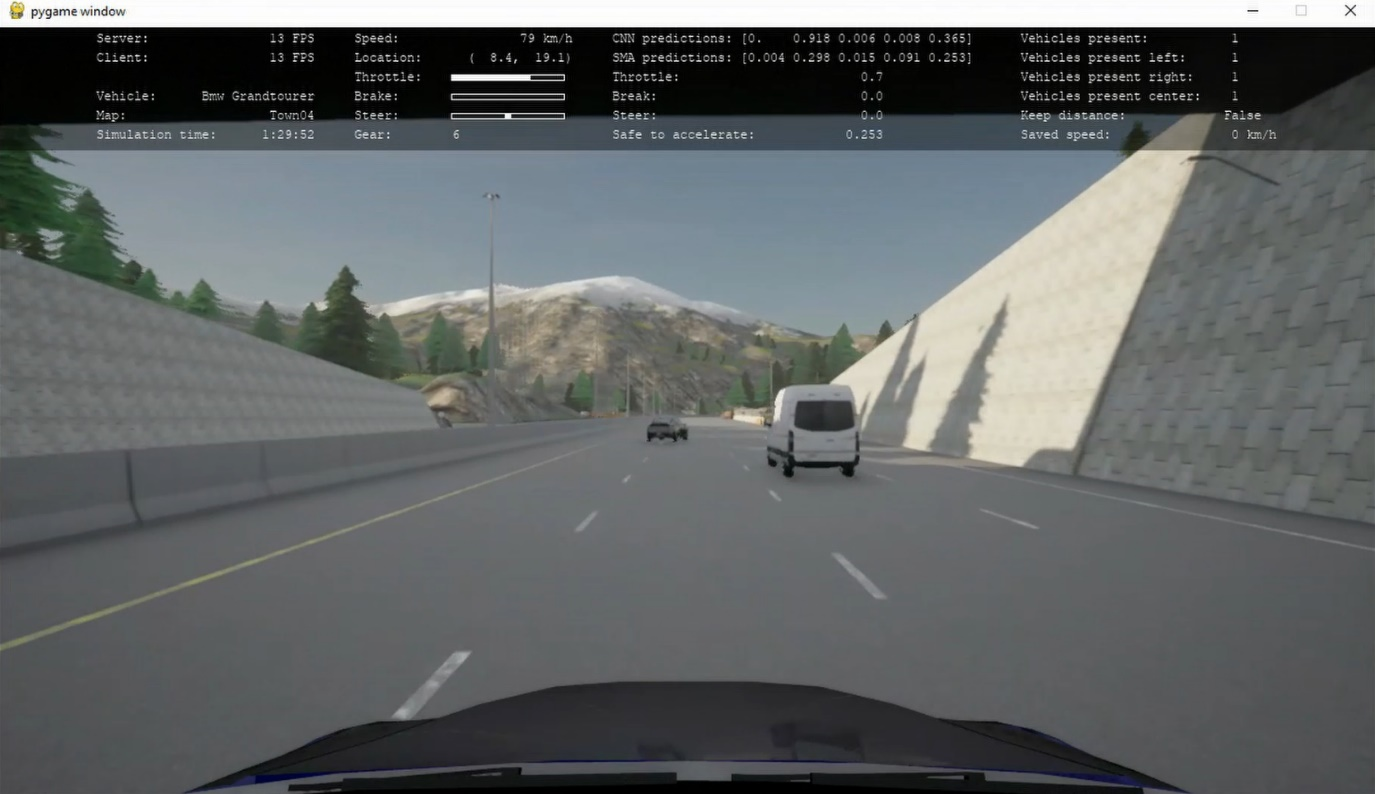 pygame window
Server: 13 FPS Speed: 79 km/h CNN predictions: [0. 0.918 0.006 0.008 0.365] Vehicles present: 1
Client: 13 FPS Location: ( 8.4, 19.1) SMA predictions: [0.004 0.298 0.015 0.091 0.253] Vehicles present left: 1
Throttle: Throttle: 0.7 Vehicles present right: 1
Vehicle: Bmw Grandtourer Brake: Break: 0.0 Vehicles present center: 1
Map: Town04 Steer: Steer: 0.0 Keep distance: False
Simulation time: 1:29:52 Gear: 6 Safe to accelerate: 0.253 Saved speed: 0 km/h